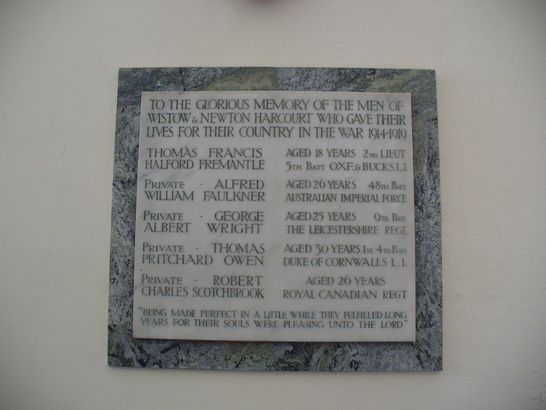 TO THE GLORIOUS MEMORY OF THE MEN OF
WISTOW & NEWTON HARCOURT WHO GAVE THEIR
LIVES FOR THEIR COUNTRY IN THE WAR 1914-1919
THOMAS FRANCIS AGED 18 YEARS 2ND LIEUT
HALFORD FREMANTLE 5TH BATT OXF. & BUCKS L.I.
PRIVATE · ALFRED AGED 26 YEARS 48TH BATT
WILLIAM FAULKNER AUSTRALIAN IMPERIAL FORCE
PRIVATE · GEORGE AGED 25 YEARS 9TH BATT
ALBERT WRIGHT THE LEICESTERSHIRE REGT.
PRIVATE · THOMAS AGED 30 YEARS 1ST. 4TH BATT.
PRITCHARD OWEN DUKE OF CORNWALLS L.I.
PRIVATE · ROBERT AGED 26 YEARS
CHARLES SCOTCHBROOK ROYAL CANADIAN REGT
"BEING MADE PERFECT IN A LITTLE WHILE THEY FULFILLED LONG
YEARS FOR THEIR SOULS WERE PLEASING UNTO THE LORD"